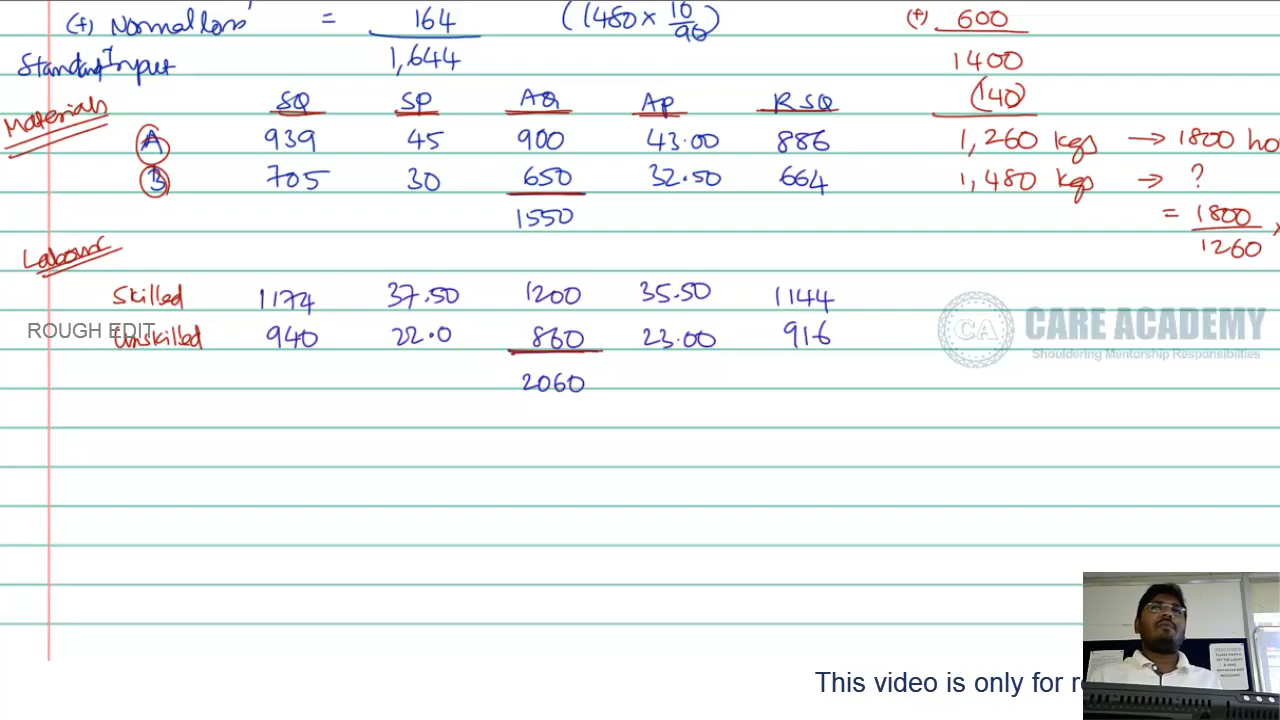 (+) Normal loss = 164 (1480 × 10/90) (+) 600
Standard Input 1,644 1400
SQ SP AQ AP RSQ (140)
Materials
A 939 45 900 43.00 886 1,260 kgs → 1800 ho
B 705 30 650 32.50 664 1,480 kgs → ?
1550 = 1800/1260 ×
Labour
Skilled 1174 37.50 1200 35.50 1144
Unskilled 940 22.0 860 23.00 916
ROUGH EDIT
2060
CA CARE ACADEMY
Shouldering Mentorship Responsibilties
This video is only for r